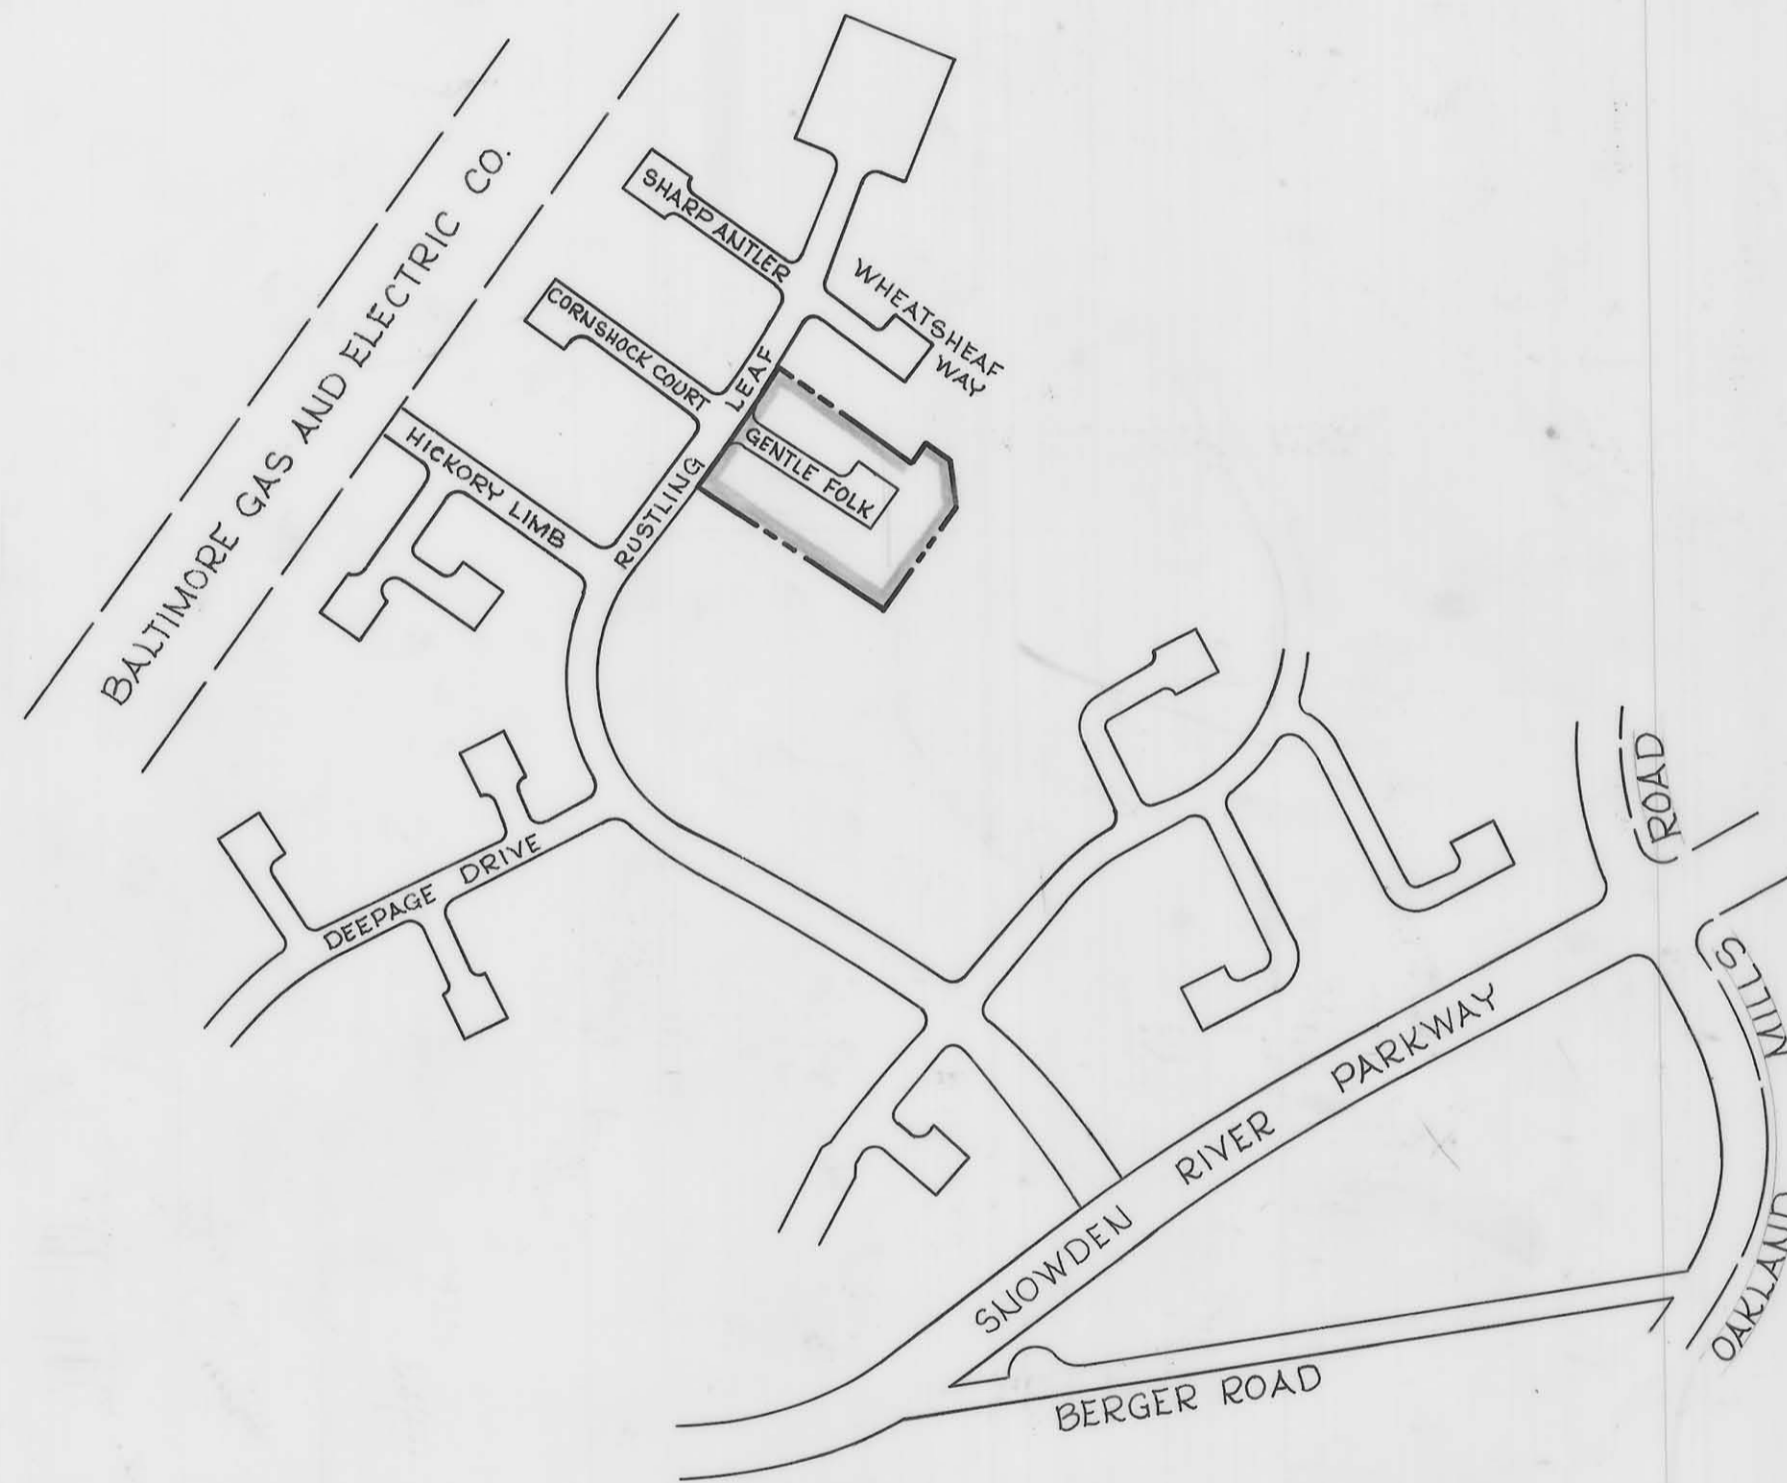 BALTIMORE GAS AND ELECTRIC CO.
SHARP ANTLER
WHEATSHEAF
WAY
CORNSHOCK COURT
RUSTLING LEAF
GENTLE FOLK
HICKORY LIMB
DEEPAGE DRIVE
SNOWDEN RIVER PARKWAY
OAKLAND MILLS ROAD
BERGER ROAD